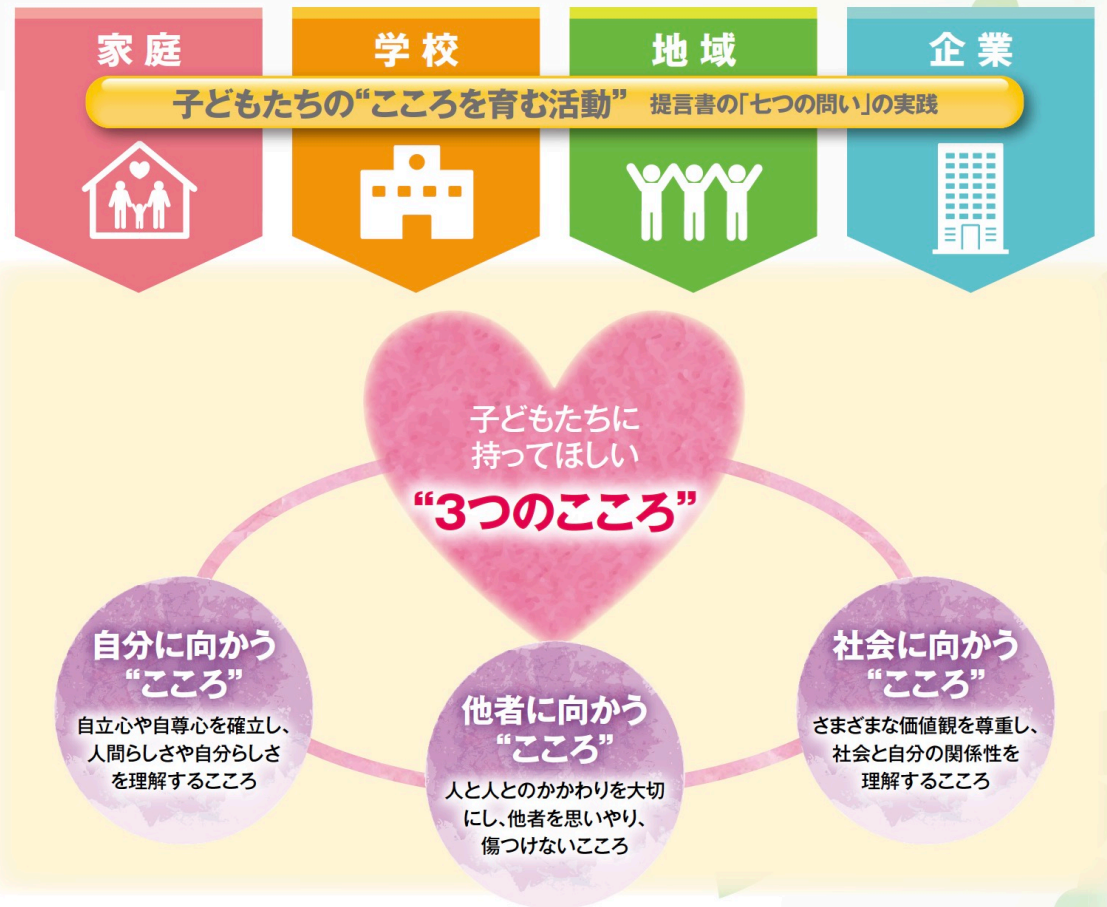 家庭
学校
地域
企業
子どもたちの“こころを育む活動” 提言書の「七つの問い」の実践
子どもたちに
持ってほしい
“3つのこころ”
自分に向かう
“こころ”
自立心や自尊心を確立し、
人間らしさや自分らしさ
を理解するこころ
他者に向かう
“こころ”
人と人とのかかわりを大切
にし、他者を思いやり、
傷つけないこころ
社会に向かう
“こころ”
さまざまな価値観を尊重し、
社会と自分の関係性を
理解するこころ